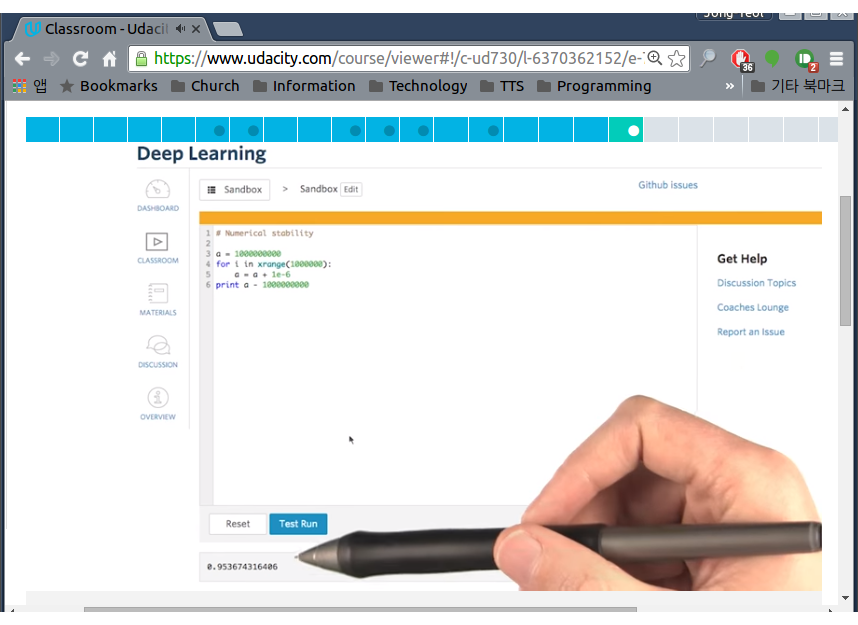 Jong Yeol
Classroom - Udacit
https://www.udacity.com/course/viewer#!/c-ud730/l-6370362152/e-
36
2
앱 Bookmarks Church Information Technology TTS Programming » 기타 북마크
Deep Learning
DASHBOARD
CLASSROOM
MATERIALS
DISCUSSION
OVERVIEW
Sandbox > Sandbox Edit
Github issues
1 # Numerical stability
2
3 a = 1000000000
4 for i in xrange(1000000):
5 a = a + 1e-6
6 print a - 1000000000
Get Help
Discussion Topics
Coaches Lounge
Report an Issue
Reset Test Run
0.953674316406